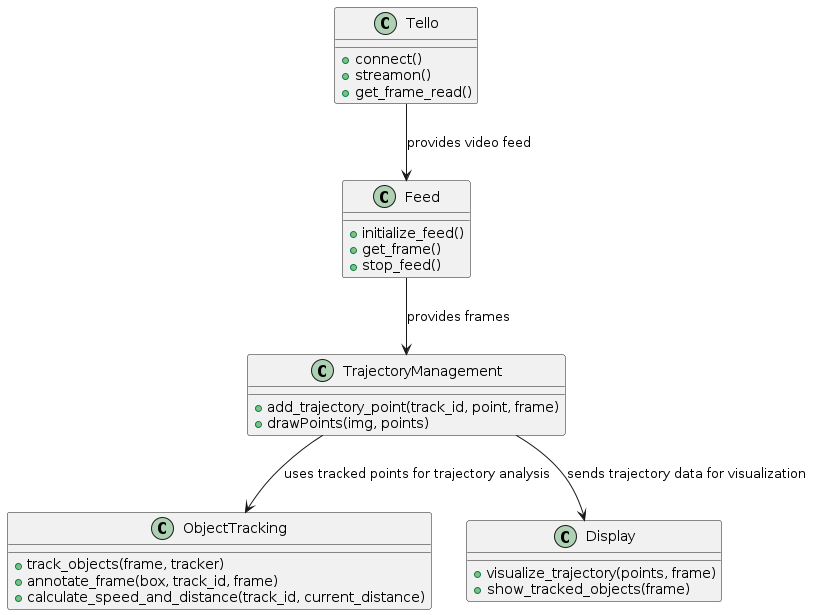 C Tello
connect()
streamon()
get_frame_read()
provides video feed
C Feed
initialize_feed()
get_frame()
stop_feed()
provides frames
C TrajectoryManagement
add_trajectory_point(track_id, point, frame)
drawPoints(img, points)
uses tracked points for trajectory analysis
sends trajectory data for visualization
C ObjectTracking
track_objects(frame, tracker)
annotate_frame(box, track_id, frame)
calculate_speed_and_distance(track_id, current_distance)
C Display
visualize_trajectory(points, frame)
show_tracked_objects(frame)